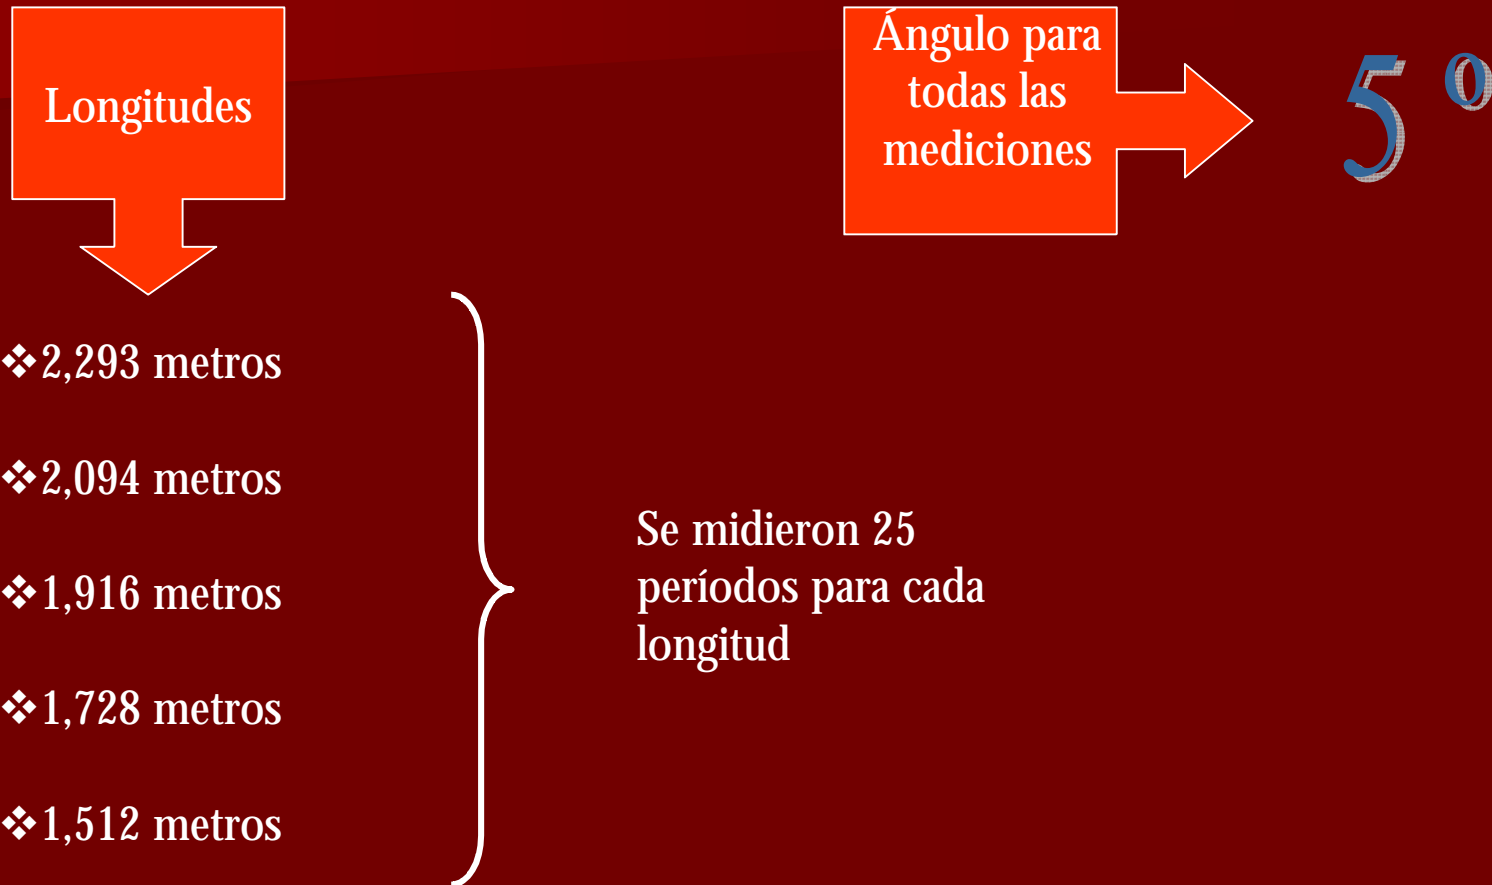 Longitudes
Ángulo para
todas las
mediciones
5º
❖2,293 metros
❖2,094 metros
❖1,916 metros
❖1,728 metros
❖1,512 metros
Se midieron 25
períodos para cada
longitud